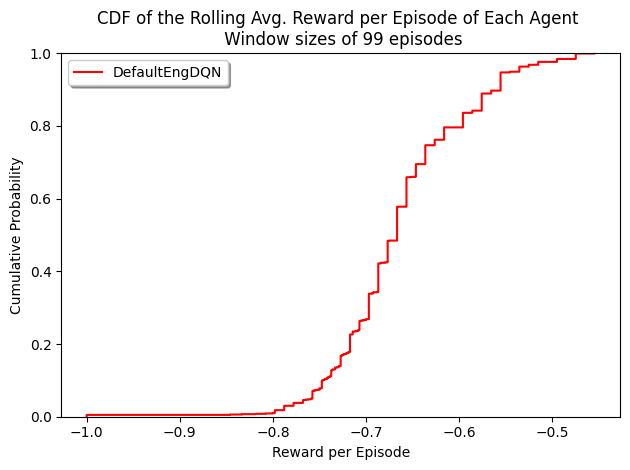 CDF of the Rolling Avg. Reward per Episode of Each Agent
Window sizes of 99 episodes
DefaultEngDQN
Cumulative Probability
1.0
0.8
0.6
0.4
0.2
0.0
−1.0
−0.9
−0.8
−0.7
−0.6
−0.5
Reward per Episode